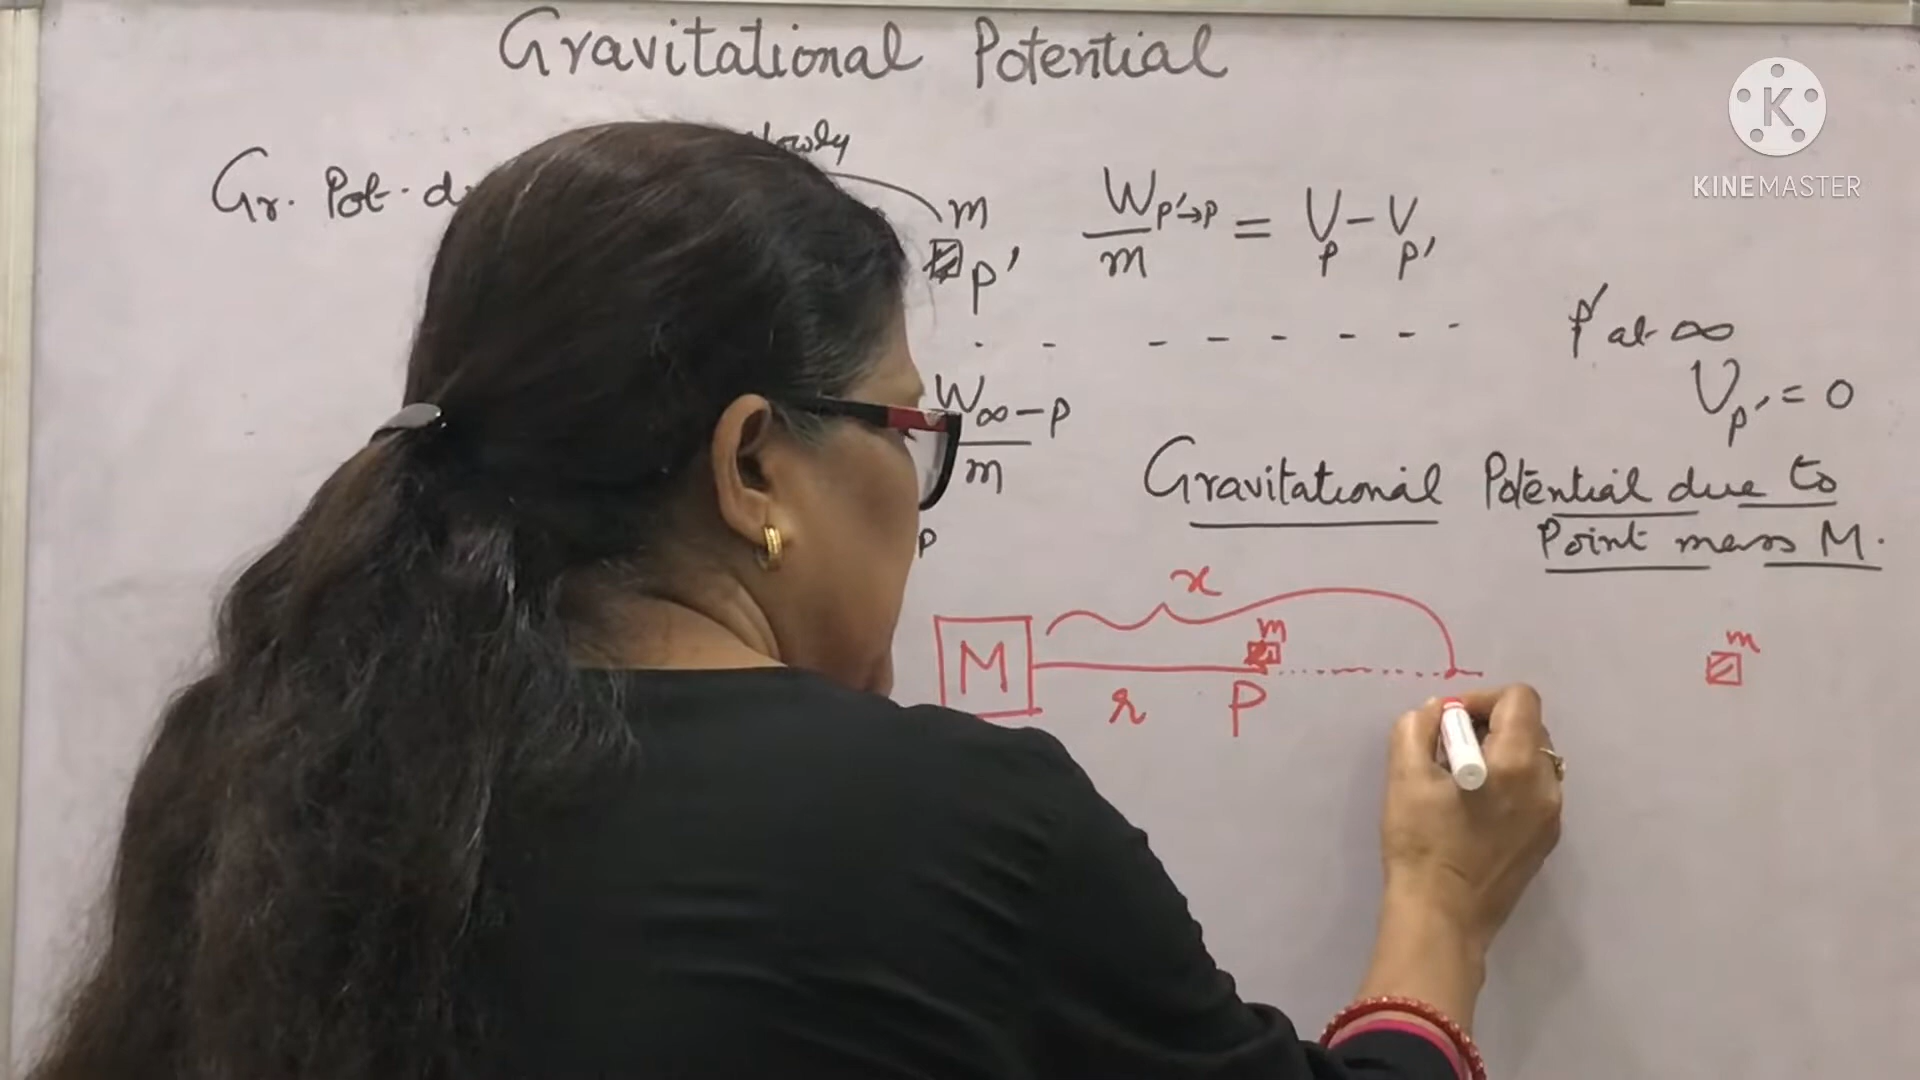 Gravitational Potential
KINEMASTER
Gr. Pot. d
slowly
m
P'
W P'→P / m = V P - V P'
P' at ∞
V P' = 0
W ∞-P / m
P
Gravitational Potential due to
Point mass M.
x
M
m
m
r
P